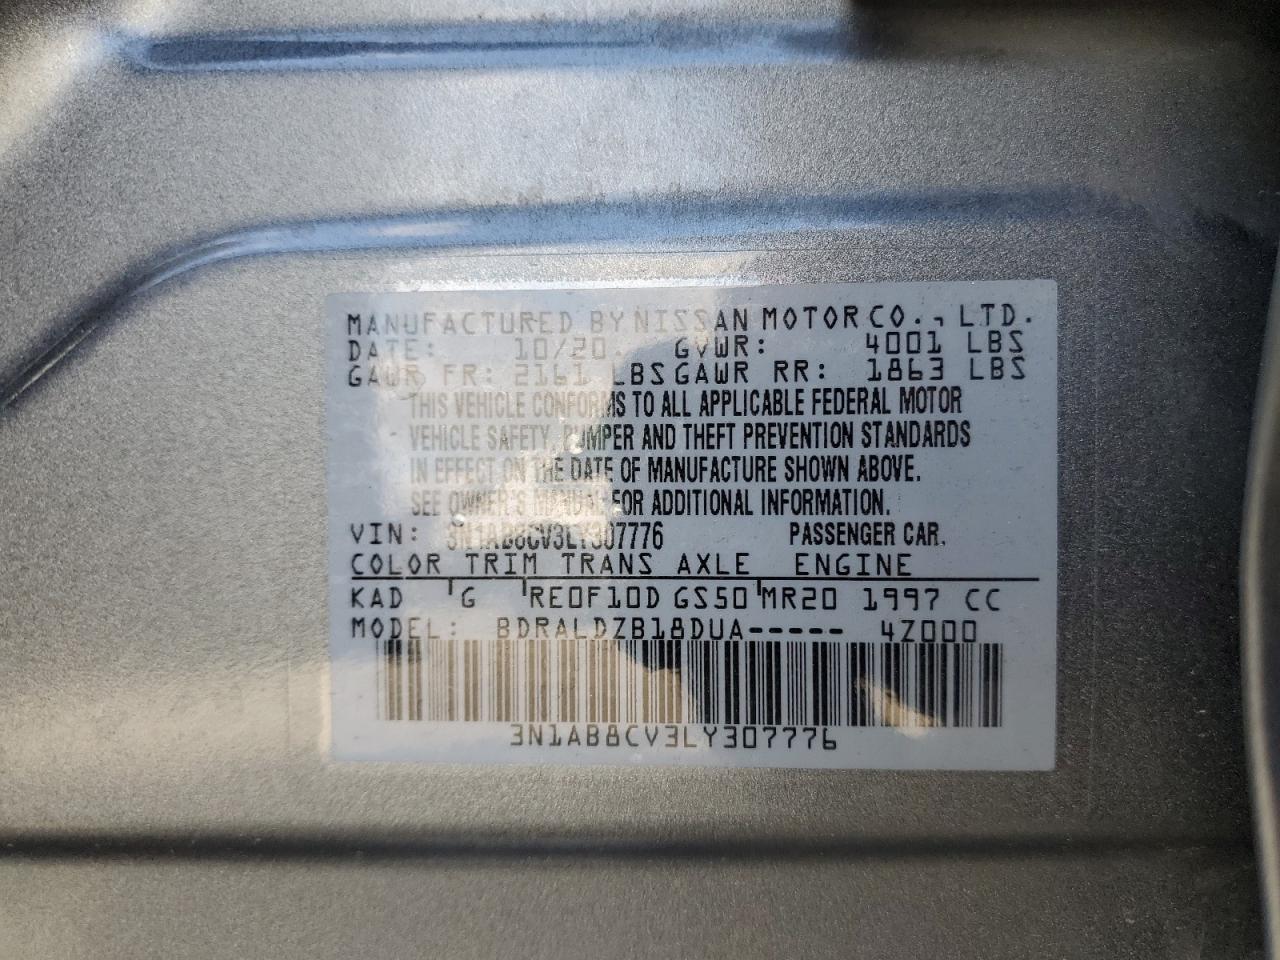 MANUFACTURED BY NISSAN MOTOR CO., LTD.
DATE: 10/20. GVWR: 4001 LBS
GAWR FR: 2161 LBS GAWR RR: 1863 LBS
THIS VEHICLE CONFORMS TO ALL APPLICABLE FEDERAL MOTOR
VEHICLE SAFETY, BUMPER AND THEFT PREVENTION STANDARDS
IN EFFECT ON THE DATE OF MANUFACTURE SHOWN ABOVE.
SEE OWNER'S MANUAL FOR ADDITIONAL INFORMATION.
VIN: 3N1AB8CV3LY307776 PASSENGER CAR.
COLOR TRIM TRANS AXLE ENGINE
KAD G RE0F10D GS50 MR20 1997 CC
MODEL: BDRALDZB18DUA----- 4Z000
3N1AB8CV3LY307776